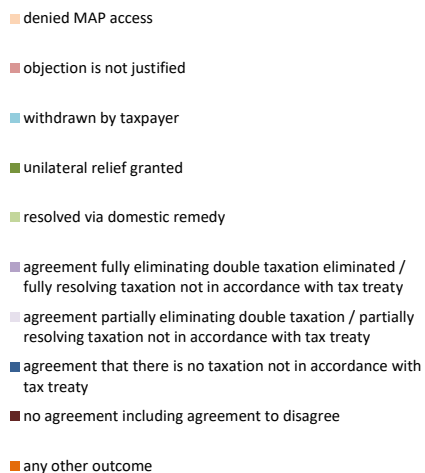 denied MAP access
objection is not justified
withdrawn by taxpayer
unilateral relief granted
resolved via domestic remedy
agreement fully eliminating double taxation eliminated /
fully resolving taxation not in accordance with tax treaty
agreement partially eliminating double taxation / partially
resolving taxation not in accordance with tax treaty
agreement that there is no taxation not in accordance with
tax treaty
no agreement including agreement to disagree
any other outcome